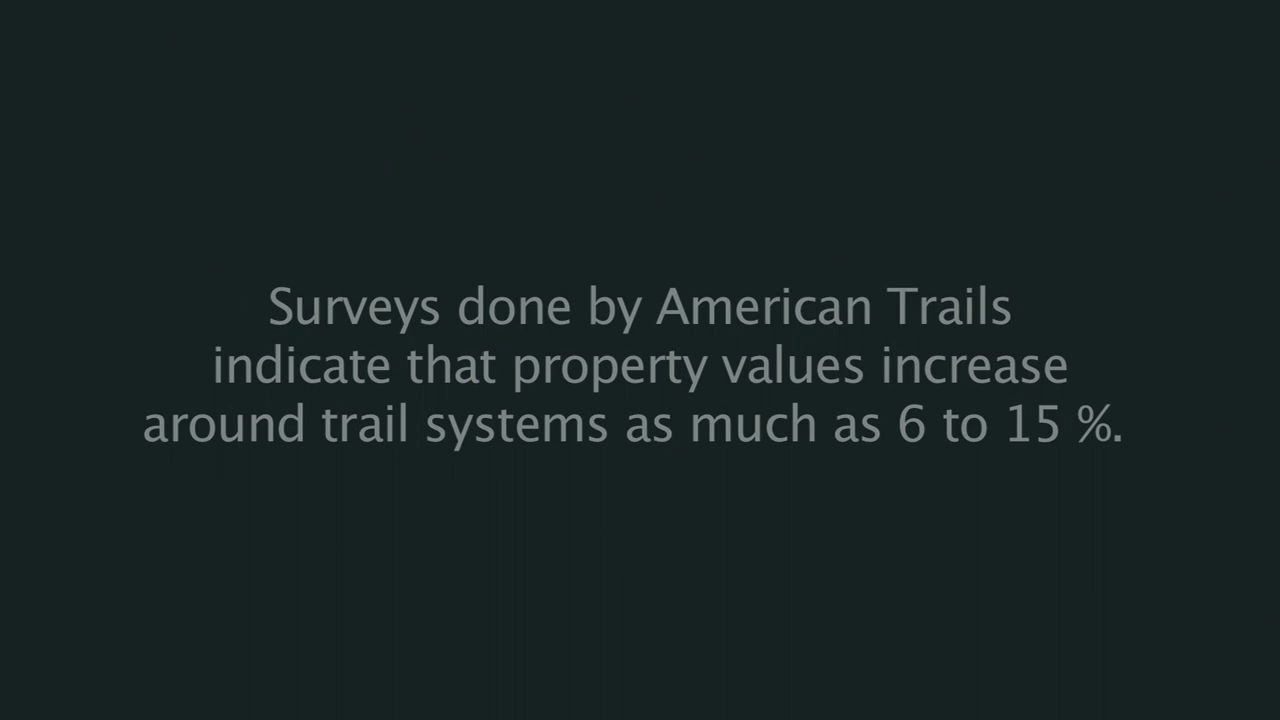 Surveys done by American Trails
indicate that property values increase
around trail systems as much as 6 to 15 %.